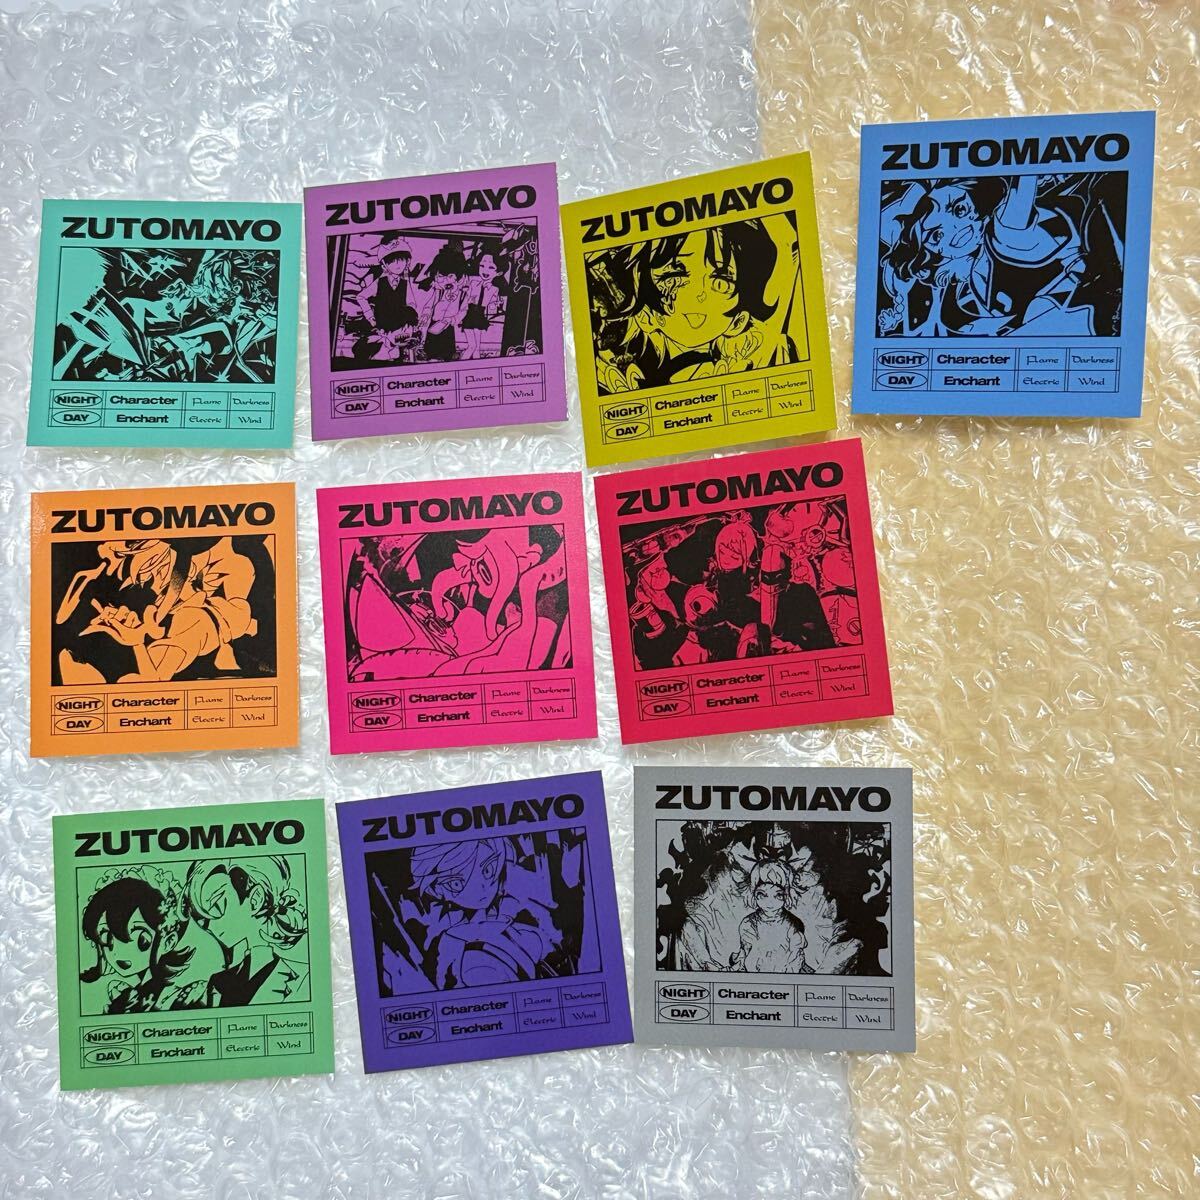 ZUTOMAYO
NIGHT Character Flame Darkness
DAY Enchant Electric Wind
ZUTOMAYO
NIGHT Character Flame Darkness
DAY Enchant Electric Wind
ZUTOMAYO
NIGHT Character Flame Darkness
DAY Enchant Electric Wind
ZUTOMAYO
NIGHT Character Flame Darkness
DAY Enchant Electric Wind
ZUTOMAYO
NIGHT Character Flame Darkness
DAY Enchant Electric Wind
ZUTOMAYO
NIGHT Character Flame Darkness
DAY Enchant Electric Wind
ZUTOMAYO
NIGHT Character Flame Darkness
DAY Enchant Electric Wind
ZUTOMAYO
NIGHT Character Flame Darkness
DAY Enchant Electric Wind
ZUTOMAYO
NIGHT Character Flame Darkness
DAY Enchant Electric Wind
ZUTOMAYO
NIGHT Character Flame Darkness
DAY Enchant Electric Wind